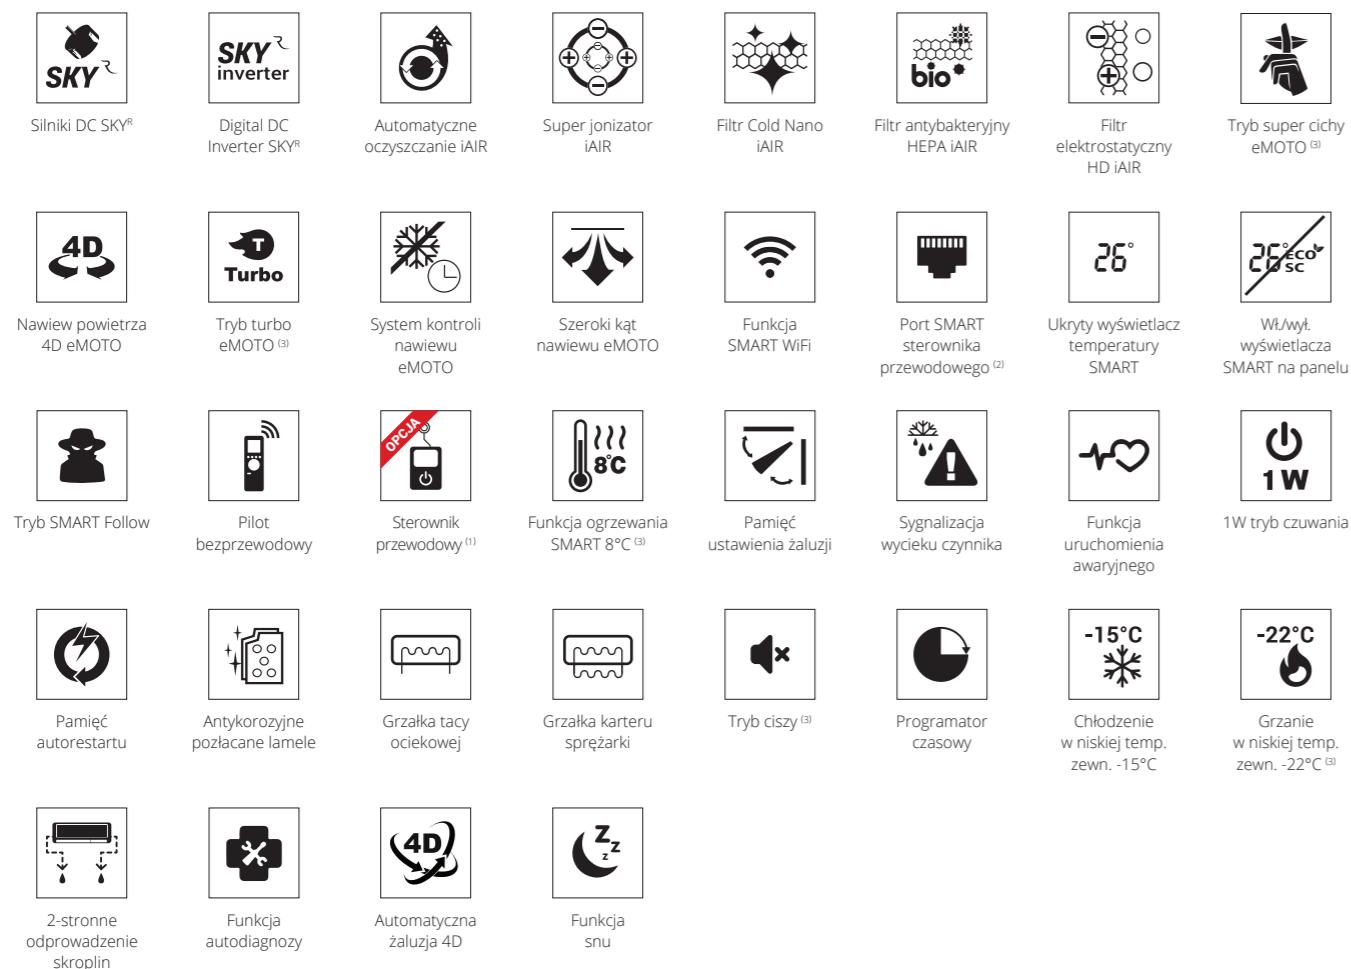 SKY R
SKY R
inverter
bio
Silniki DC SKYᴿ
Digital DC
Inverter SKYᴿ
Automatyczne
oczyszczanie iAIR
Super jonizator
iAIR
Filtr Cold Nano
iAIR
Filtr antybakteryjny
HEPA iAIR
Filtr
elektrostatyczny
HD iAIR
Tryb super cichy
eMOTO (3)
4D
T
Turbo
26°
26° ECO
SC
Nawiew powietrza
4D eMOTO
Tryb turbo
eMOTO (3)
System kontroli
nawiewu
eMOTO
Szeroki kąt
nawiewu eMOTO
Funkcja
SMART WiFi
Port SMART
sterownika
przewodowego (2)
Ukryty wyświetlacz
temperatury
SMART
Wł./wył.
wyświetlacza
SMART na panelu
OPCJA
8°C
1W
Tryb SMART Follow
Pilot
bezprzewodowy
Sterownik
przewodowy (1)
Funkcja ogrzewania
SMART 8°C (3)
Pamięć
ustawienia żaluzji
Sygnalizacja
wycieku czynnika
Funkcja
uruchomienia
awaryjnego
1W tryb czuwania
-15°C
-22°C
Pamięć
autorestartu
Antykorozyjne
pozłacane lamele
Grzałka tacy
ociekowej
Grzałka karteru
sprężarki
Tryb ciszy (3)
Programator
czasowy
Chłodzenie
w niskiej temp.
zewn. -15°C
Grzanie
w niskiej temp.
zewn. -22°C (3)
4D
Z z z
2-stronne
odprowadzenie
skroplin
Funkcja
autodiagnozy
Automatyczna
żaluzja 4D
Funkcja
snu